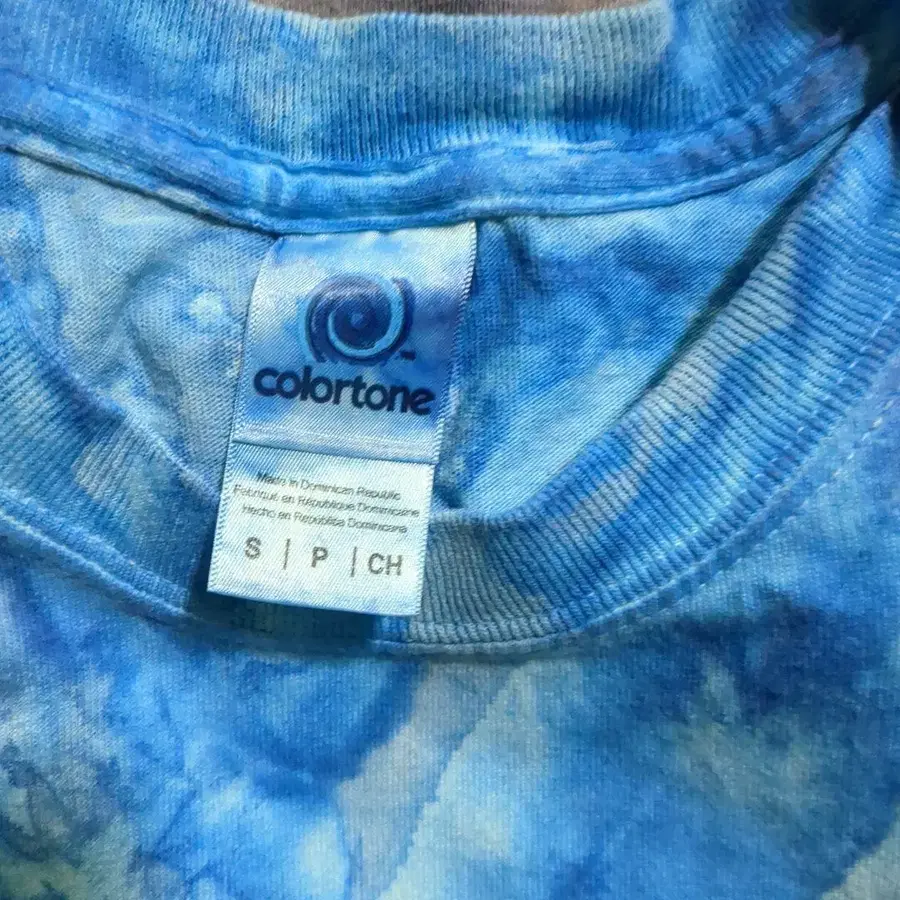 colortone
Made in Dominican Republic
Fabriqué en République Dominicaine
Hecho en República Dominicana
S | P | CH